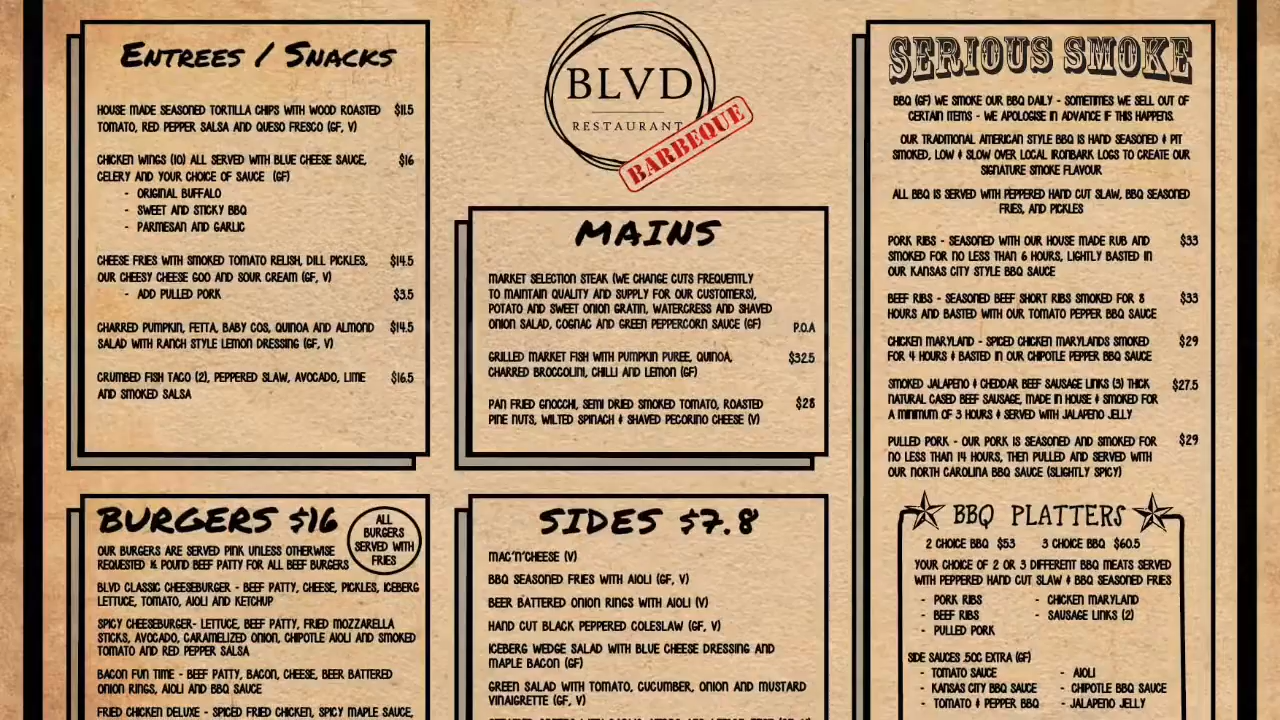 ENTREES / SNACKS
HOUSE MADE SEASONED TORTILLA CHIPS WITH WOOD ROASTED $11.5
TOMATO, RED PEPPER SALSA AND QUESO FRESCO (GF, V)
CHICKEN WINGS (10) ALL SERVED WITH BLUE CHEESE SAUCE, $16
CELERY AND YOUR CHOICE OF SAUCE (GF)
- ORIGINAL BUFFALO
- SWEET AND STICKY BBQ
- PARMESAN AND GARLIC
CHEESE FRIES WITH SMOKED TOMATO RELISH, DILL PICKLES, $14.5
OUR CHEESY CHEESE GOO AND SOUR CREAM (GF, V)
- ADD PULLED PORK $3.5
CHARRED PUMPKIN, FETTA, BABY COS, QUINOA AND ALMOND $14.5
SALAD WITH RANCH STYLE LEMON DRESSING (GF, V)
CRUMBED FISH TACO (2), PEPPERED SLAW, AVOCADO, LIME $16.5
AND SMOKED SALSA
BURGERS $16
ALL
BURGERS
SERVED WITH
FRIES
OUR BURGERS ARE SERVED PINK UNLESS OTHERWISE
REQUESTED ½ POUND BEEF PATTY FOR ALL BEEF BURGERS
BLVD CLASSIC CHEESEBURGER - BEEF PATTY, CHEESE, PICKLES, ICEBERG
LETTUCE, TOMATO, AIOLI AND KETCHUP
SPICY CHEESEBURGER- LETTUCE, BEEF PATTY, FRIED MOZZARELLA
STICKS, AVOCADO, CARAMELIZED ONION, CHIPOTLE AIOLI AND SMOKED
TOMATO AND RED PEPPER SALSA
BACON FUN TIME - BEEF PATTY, BACON, CHEESE, BEER BATTERED
ONION RINGS, AIOLI AND BBQ SAUCE
FRIED CHICKEN DELUXE - SPICED FRIED CHICKEN, SPICY MAPLE SAUCE,
BLVD
RESTAURANT
BARBEQUE
MAINS
MARKET SELECTION STEAK (WE CHANGE CUTS FREQUENTLY
TO MAINTAIN QUALITY AND SUPPLY FOR OUR CUSTOMERS),
POTATO AND SWEET ONION GRATIN, WATERCRESS AND SHAVED
ONION SALAD, COGNAC AND GREEN PEPPERCORN SAUCE (GF) P.O.A
GRILLED MARKET FISH WITH PUMPKIN PUREE, QUINOA, $32.5
CHARRED BROCCOLINI, CHILLI AND LEMON (GF)
PAN FRIED GNOCCHI, SEMI DRIED SMOKED TOMATO, ROASTED $28
PINE NUTS, WILTED SPINACH & SHAVED PECORINO CHEESE (V)
SIDES $7.8
MAC'N'CHEESE (V)
BBQ SEASONED FRIES WITH AIOLI (GF, V)
BEER BATTERED ONION RINGS WITH AIOLI (V)
HAND CUT BLACK PEPPERED COLESLAW (GF, V)
ICEBERG WEDGE SALAD WITH BLUE CHEESE DRESSING AND
MAPLE BACON (GF)
GREEN SALAD WITH TOMATO, CUCUMBER, ONION AND MUSTARD
VINAIGRETTE (GF, V)
SERIOUS SMOKE
BBQ (GF) WE SMOKE OUR BBQ DAILY - SOMETIMES WE SELL OUT OF
CERTAIN ITEMS - WE APOLOGISE IN ADVANCE IF THIS HAPPENS.
OUR TRADITIONAL AMERICAN STYLE BBQ IS HAND SEASONED & PIT
SMOKED, LOW & SLOW OVER LOCAL IRONBARK LOGS TO CREATE OUR
SIGNATURE SMOKE FLAVOUR
ALL BBQ IS SERVED WITH PEPPERED HAND CUT SLAW, BBQ SEASONED
FRIES, AND PICKLES
PORK RIBS - SEASONED WITH OUR HOUSE MADE RUB AND $33
SMOKED FOR NO LESS THAN 6 HOURS, LIGHTLY BASTED IN
OUR KANSAS CITY STYLE BBQ SAUCE
BEEF RIBS - SEASONED BEEF SHORT RIBS SMOKED FOR 8 $33
HOURS AND BASTED WITH OUR TOMATO PEPPER BBQ SAUCE
CHICKEN MARYLAND - SPICED CHICKEN MARYLANDS SMOKED $29
FOR 4 HOURS & BASTED IN OUR CHIPOTLE PEPPER BBQ SAUCE
SMOKED JALAPENO & CHEDDAR BEEF SAUSAGE LINKS (3) THICK $27.5
NATURAL CASED BEEF SAUSAGE, MADE IN HOUSE & SMOKED FOR
A MINIMUM OF 3 HOURS & SERVED WITH JALAPENO JELLY
PULLED PORK - OUR PORK IS SEASONED AND SMOKED FOR $29
NO LESS THAN 14 HOURS, THEN PULLED AND SERVED WITH
OUR NORTH CAROLINA BBQ SAUCE (SLIGHTLY SPICY)
BBQ PLATTERS
2 CHOICE BBQ $53 3 CHOICE BBQ $60.5
YOUR CHOICE OF 2 OR 3 DIFFERENT BBQ MEATS SERVED
WITH PEPPERED HAND CUT SLAW & BBQ SEASONED FRIES
- PORK RIBS - CHICKEN MARYLAND
- BEEF RIBS - SAUSAGE LINKS (2)
- PULLED PORK
SIDE SAUCES .50C EXTRA (GF)
- TOMATO SAUCE - AIOLI
- KANSAS CITY BBQ SAUCE - CHIPOTLE BBQ SAUCE
- TOMATO & PEPPER BBQ - JALAPENO JELLY